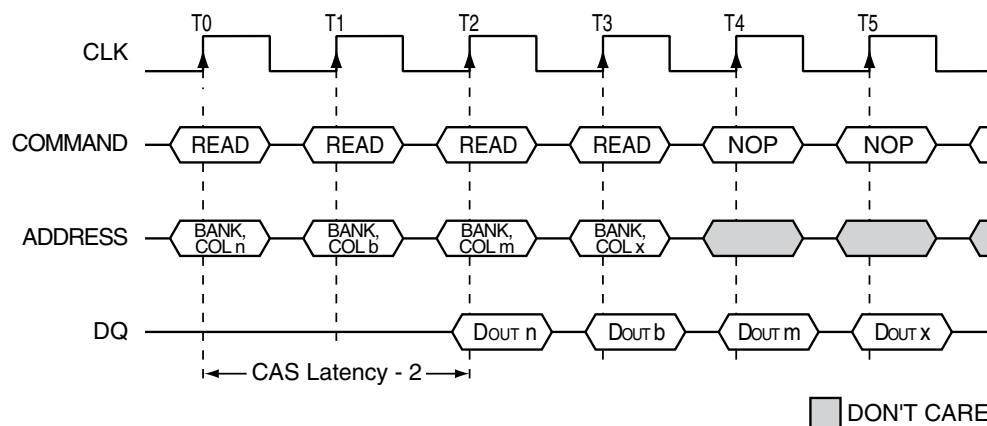 T0 T1 T2 T3 T4 T5
CLK
COMMAND READ READ READ READ NOP NOP
ADDRESS BANK, COL n BANK, COL b BANK, COL m BANK, COL x
DQ DOUT n DOUT b DOUT m DOUT x
CAS Latency - 2
DON'T CARE